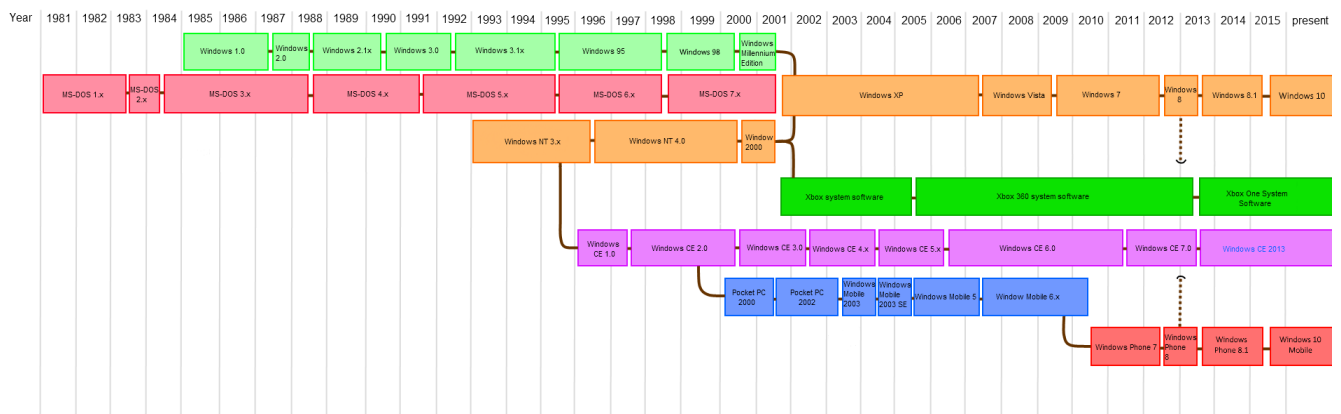 Year 1981 1982 1983 1984 1985 1986 1987 1988 1989 1990 1991 1992 1993 1994 1995 1996 1997 1998 1999 2000 2001 2002 2003 2004 2005 2006 2007 2008 2009 2010 2011 2012 2013 2014 2015 present
Windows 1.0
Windows
2.0
Windows 2.1x
Windows 3.0
Windows 3.1x
Windows 95
Windows 98
Windows
Millennium
Edition
MS-DOS 1.x
MS-DOS
2.x
MS-DOS 3.x
MS-DOS 4.x
MS-DOS 5.x
MS-DOS 6.x
MS-DOS 7.x
Windows XP
Windows Vista
Windows 7
Windows
8
Windows 8.1
Windows 10
Windows NT 3.x
Windows NT 4.0
Window
2000
Xbox system software
Xbox 360 system software
Xbox One System
Software
Windows
CE 1.0
Windows CE 2.0
Windows CE 3.0
Windows CE 4.x
Windows CE 5.x
Windows CE 6.0
Windows CE 7.0
Windows CE 2013
Pocket PC
2000
Pocket PC
2002
Windows
Mobile
2003
Windows
Mobile
2003 SE
Windows Mobile 5
Window Mobile 6.x
Windows Phone 7
Windows
Phone
8
Windows
Phone 8.1
Windows 10
Mobile